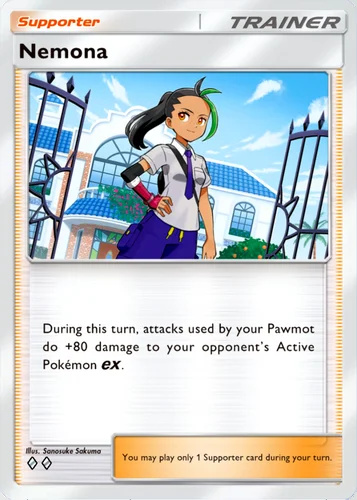 Supporter
TRAINER
Nemona
During this turn, attacks used by your Pawmot
do +80 damage to your opponent's Active
Pokémon ex.
Illus. Sanosuke Sakuma
You may play only 1 Supporter card during your turn.